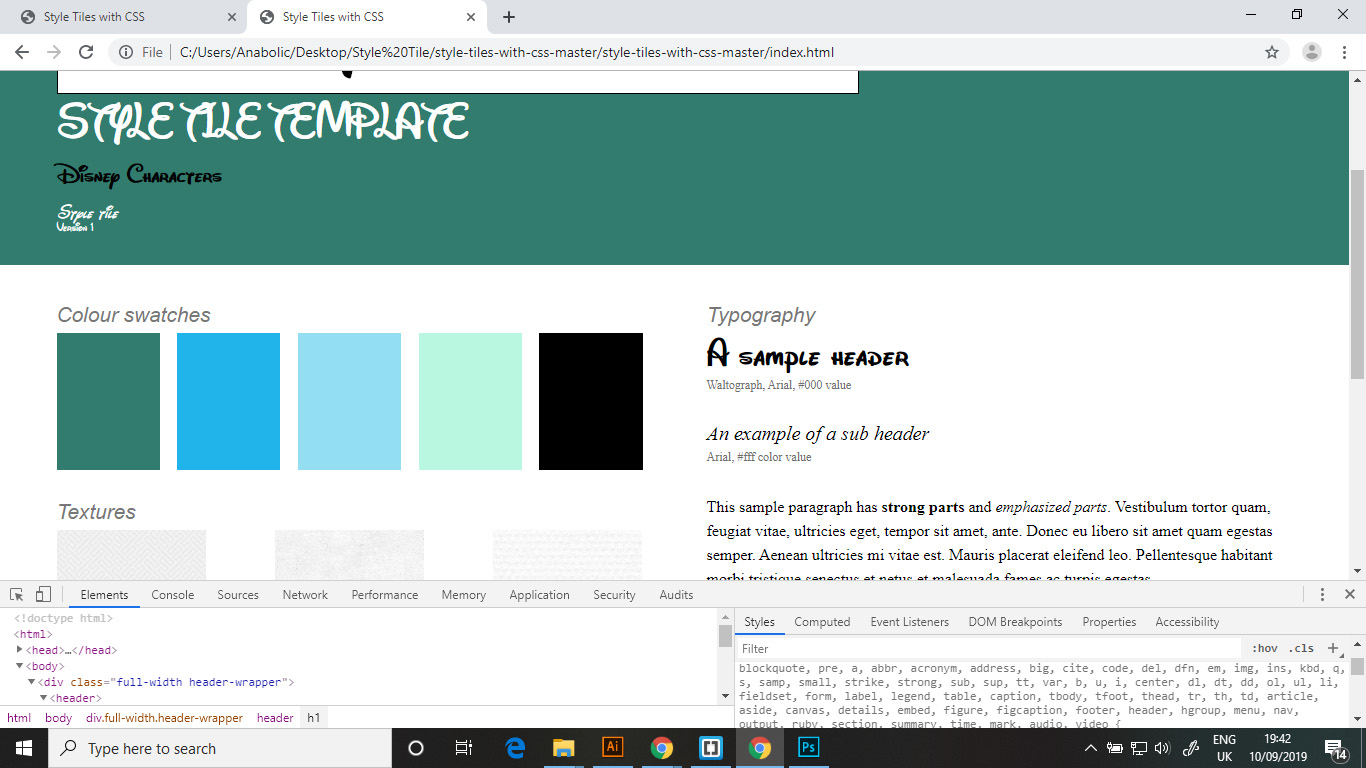 Style Tiles with CSS
Style Tiles with CSS
File C:/Users/Anabolic/Desktop/Style%20Tile/style-tiles-with-css-master/style-tiles-with-css-master/index.html
STYLE TILE TEMPLATE
Disney Characters
Style tile
Version 1
Colour swatches
Typography
A sample header
Waltograph, Arial, #000 value
An example of a sub header
Arial, #fff color value
Textures
This sample paragraph has strong parts and emphasized parts. Vestibulum tortor quam,
feugiat vitae, ultricies eget, tempor sit amet, ante. Donec eu libero sit amet quam egestas
semper. Aenean ultricies mi vitae est. Mauris placerat eleifend leo. Pellentesque habitant
morbi tristique senectus et netus et malesuada fames ac turpis egestas.
Elements Console Sources Network Performance Memory Application Security Audits
<!doctype html>
<html>
<head>…</head>
<body>
<div class="full-width header-wrapper">
<header>
html body div.full-width.header-wrapper header h1
Styles Computed Event Listeners DOM Breakpoints Properties Accessibility
Filter :hov .cls +
blockquote, pre, a, abbr, acronym, address, big, cite, code, del, dfn, em, img, ins, kbd, q,
s, samp, small, strike, strong, sub, sup, tt, var, b, u, i, center, dl, dt, dd, ol, ul, li,
fieldset, form, label, legend, table, caption, tbody, tfoot, thead, tr, th, td, article,
aside, canvas, details, embed, figure, figcaption, footer, header, hgroup, menu, nav,
output, ruby, section, summary, time, mark, audio, video {
Type here to search
Ai
Ps
ENG
UK
19:42
10/09/2019
14